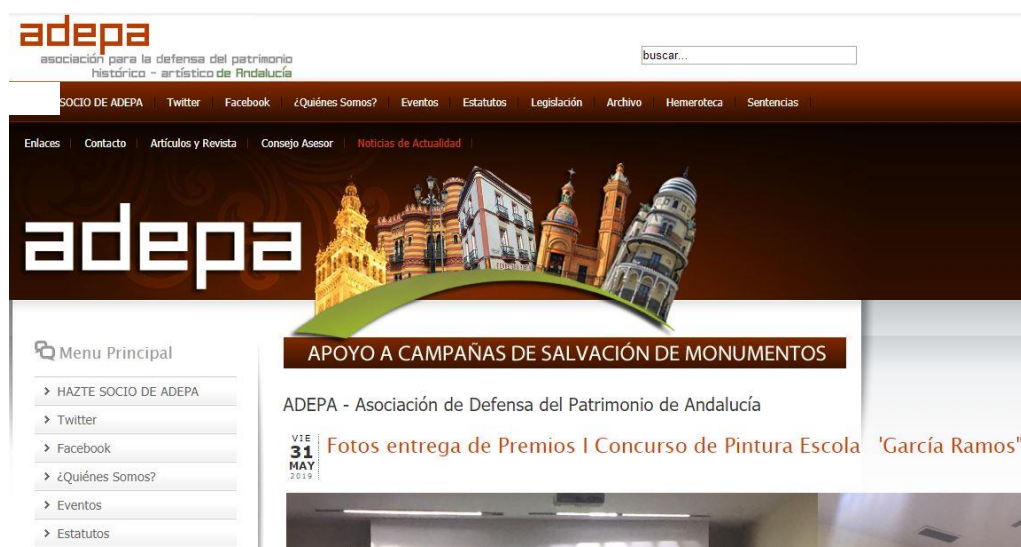 adepa
asociación para la defensa del patrimonio
histórico - artístico de Andalucía
buscar...
SOCIO DE ADEPA Twitter Facebook ¿Quiénes Somos? Eventos Estatutos Legislación Archivo Hemeroteca Sentencias
Enlaces Contacto Artículos y Revista Consejo Asesor Noticias de Actualidad
adepa
APOYO A CAMPAÑAS DE SALVACIÓN DE MONUMENTOS
Menu Principal
HAZTE SOCIO DE ADEPA
Twitter
Facebook
¿Quiénes Somos?
Eventos
Estatutos
ADEPA - Asociación de Defensa del Patrimonio de Andalucía
VIE
31
MAY
2019
Fotos entrega de Premios I Concurso de Pintura Escola 'García Ramos"